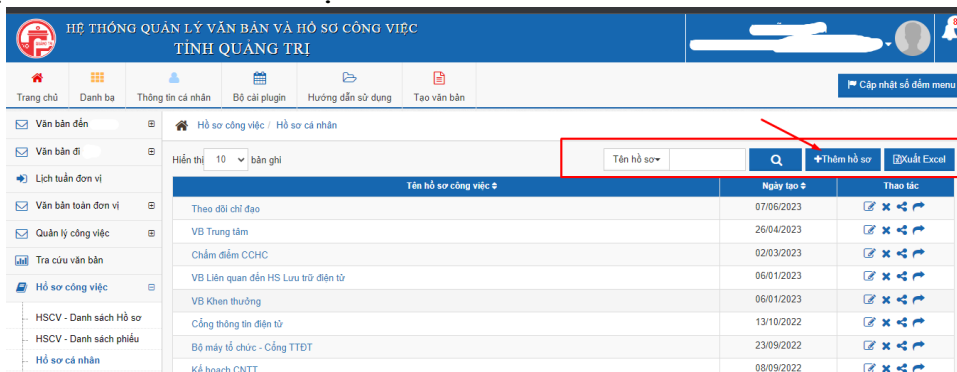 HỆ THỐNG QUẢN LÝ VĂN BẢN VÀ HỒ SƠ CÔNG VIỆC
TỈNH QUẢNG TRỊ
8
Trang chủ Danh bạ Thông tin cá nhân Bộ cài plugin Hướng dẫn sử dụng Tạo văn bản
Cập nhật số đếm menu
Văn bản đến
Văn bản đi
Lịch tuần đơn vị
Văn bản toàn đơn vị
Quản lý công việc
Tra cứu văn bản
Hồ sơ công việc
HSCV - Danh sách Hồ sơ
HSCV - Danh sách phiếu
Hồ sơ cá nhân
Hồ sơ công việc / Hồ sơ cá nhân
Hiển thị 10 bản ghi
Tên hồ sơ
+Thêm hồ sơ
Xuất Excel
Tên hồ sơ công việc Ngày tạo Thao tác
Theo dõi chỉ đạo 07/06/2023
VB Trung tâm 26/04/2023
Chấm điểm CCHC 02/03/2023
VB Liên quan đến HS Lưu trữ điện tử 06/01/2023
VB Khen thưởng 06/01/2023
Cổng thông tin điện tử 13/10/2022
Bộ máy tổ chức - Cổng TTĐT 23/09/2022
Kế hoạch CNTT 08/09/2022